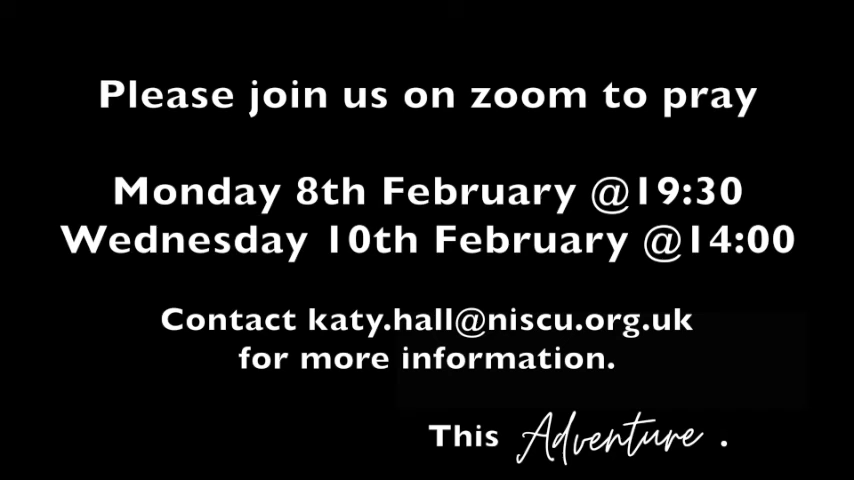 Please join us on zoom to pray
Monday 8th February @19:30
Wednesday 10th February @14:00
Contact katy.hall@niscu.org.uk
for more information.
This Adventure .